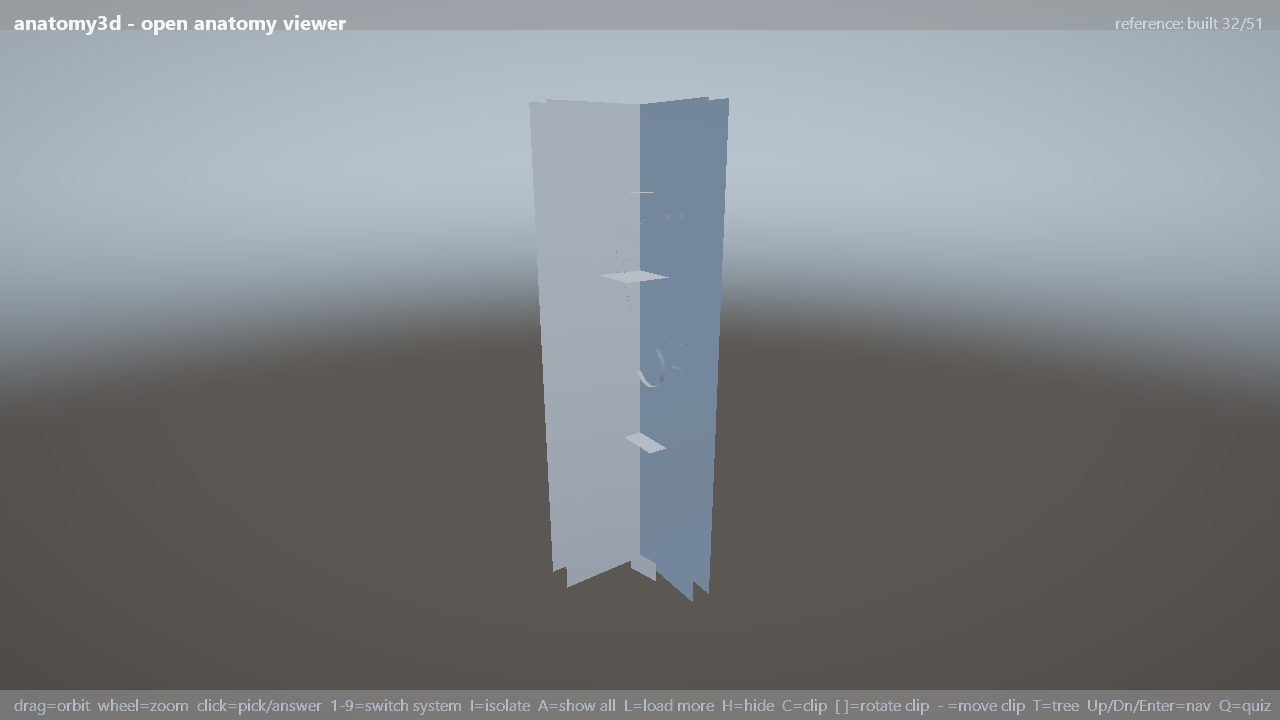 anatomy3d - open anatomy viewer
reference: built 32/51
drag=orbit wheel=zoom click=pick/answer 1-9=switch system I=isolate A=show all L=load more H=hide C=clip [ ]=rotate clip - =move clip T=tree Up/Dn/Enter=nav Q=quiz